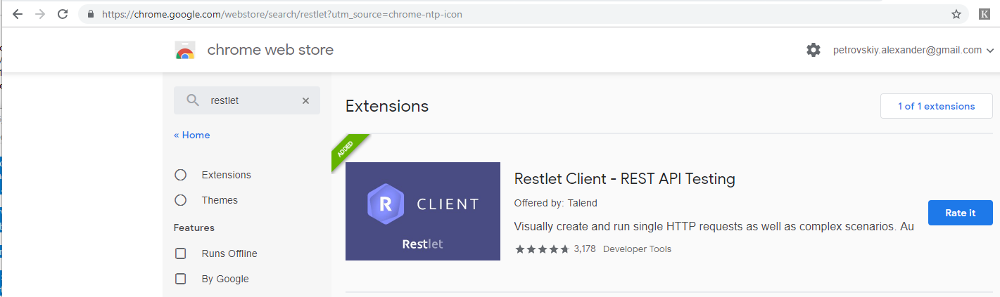 https://chrome.google.com/webstore/search/restlet?utm_source=chrome-ntp-icon
K
chrome web store
petrovskiy.alexander@gmail.com
restlet
« Home
Extensions
Themes
Features
Runs Offline
By Google
Extensions
1 of 1 extensions
ADDED
R CLIENT
Restlet
Restlet Client - REST API Testing
Offered by: Talend
Visually create and run single HTTP requests as well as complex scenarios. Au
3,178 Developer Tools
Rate it